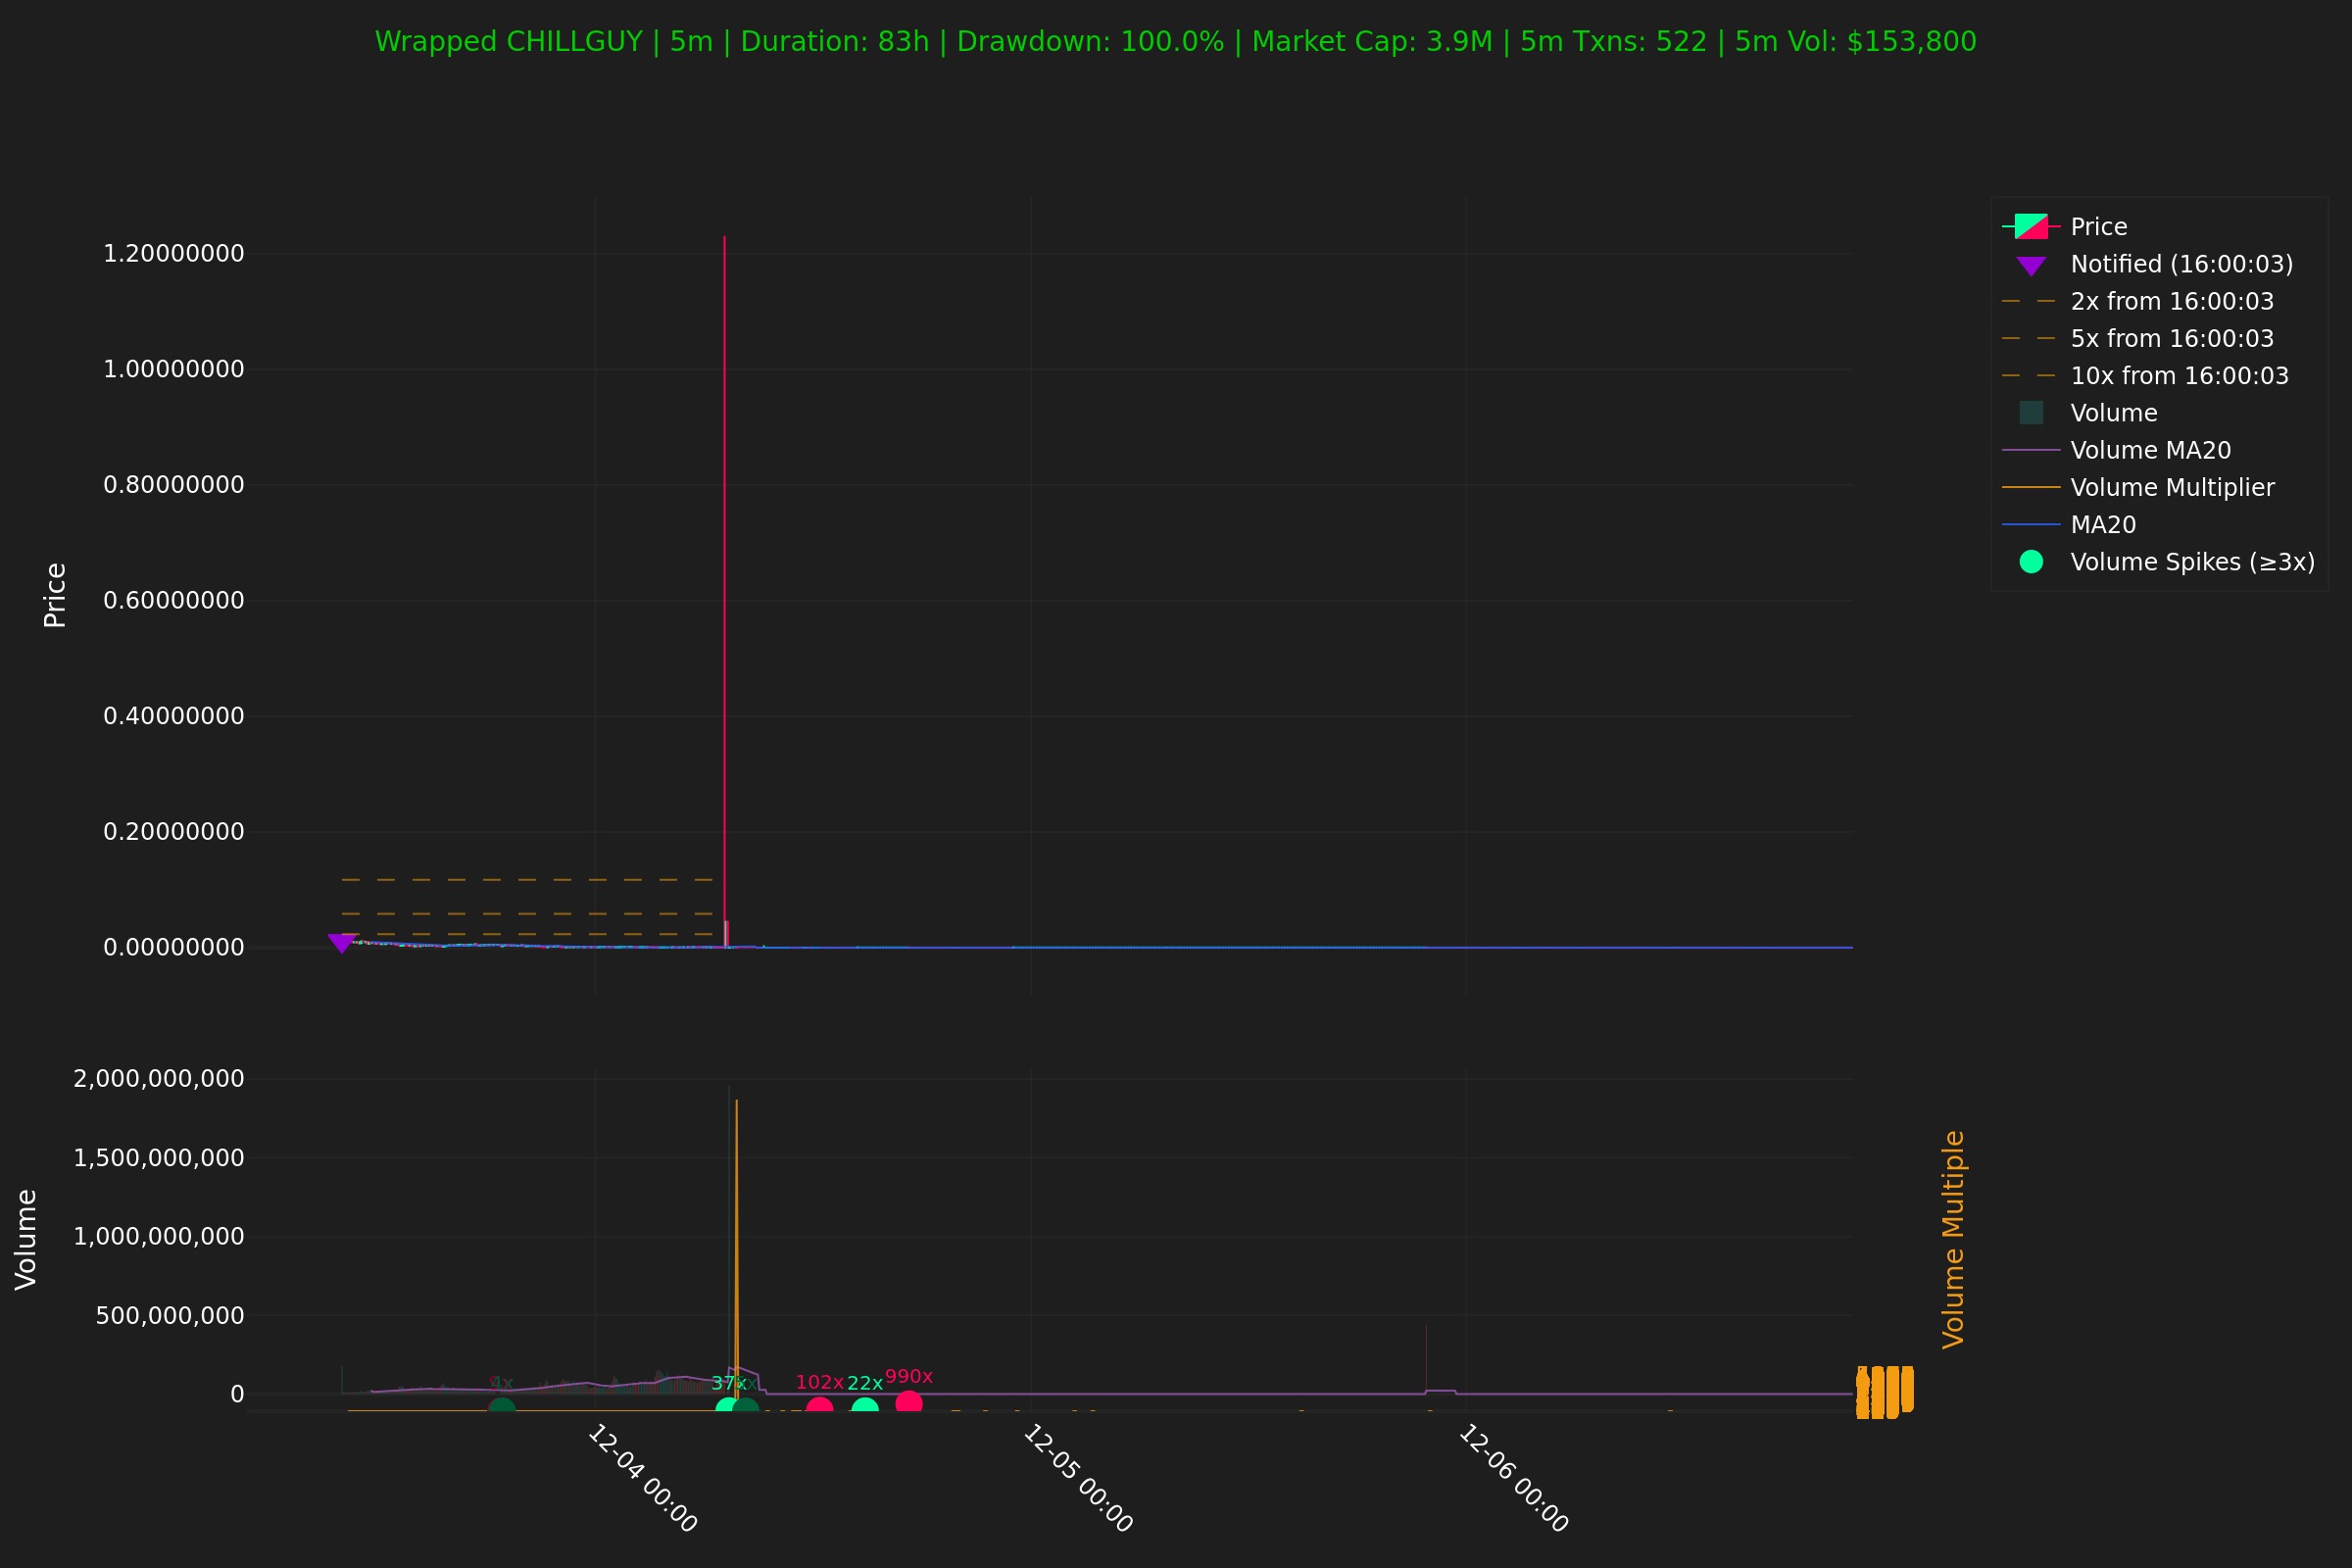 Wrapped CHILLGUY | 5m | Duration: 83h | Drawdown: 100.0% | Market Cap: 3.9M | 5m Txns: 522 | 5m Vol: $153,800
Price
1.20000000
1.00000000
0.80000000
0.60000000
0.40000000
0.20000000
0.00000000
Price
Notified (16:00:03)
2x from 16:00:03
5x from 16:00:03
10x from 16:00:03
Volume
Volume MA20
Volume Multiplier
MA20
Volume Spikes (≥3x)
Volume
2,000,000,000
1,500,000,000
1,000,000,000
500,000,000
0
4x
37x
102x
22x
990x
Volume Multiple
12-04 00:00
12-05 00:00
12-06 00:00